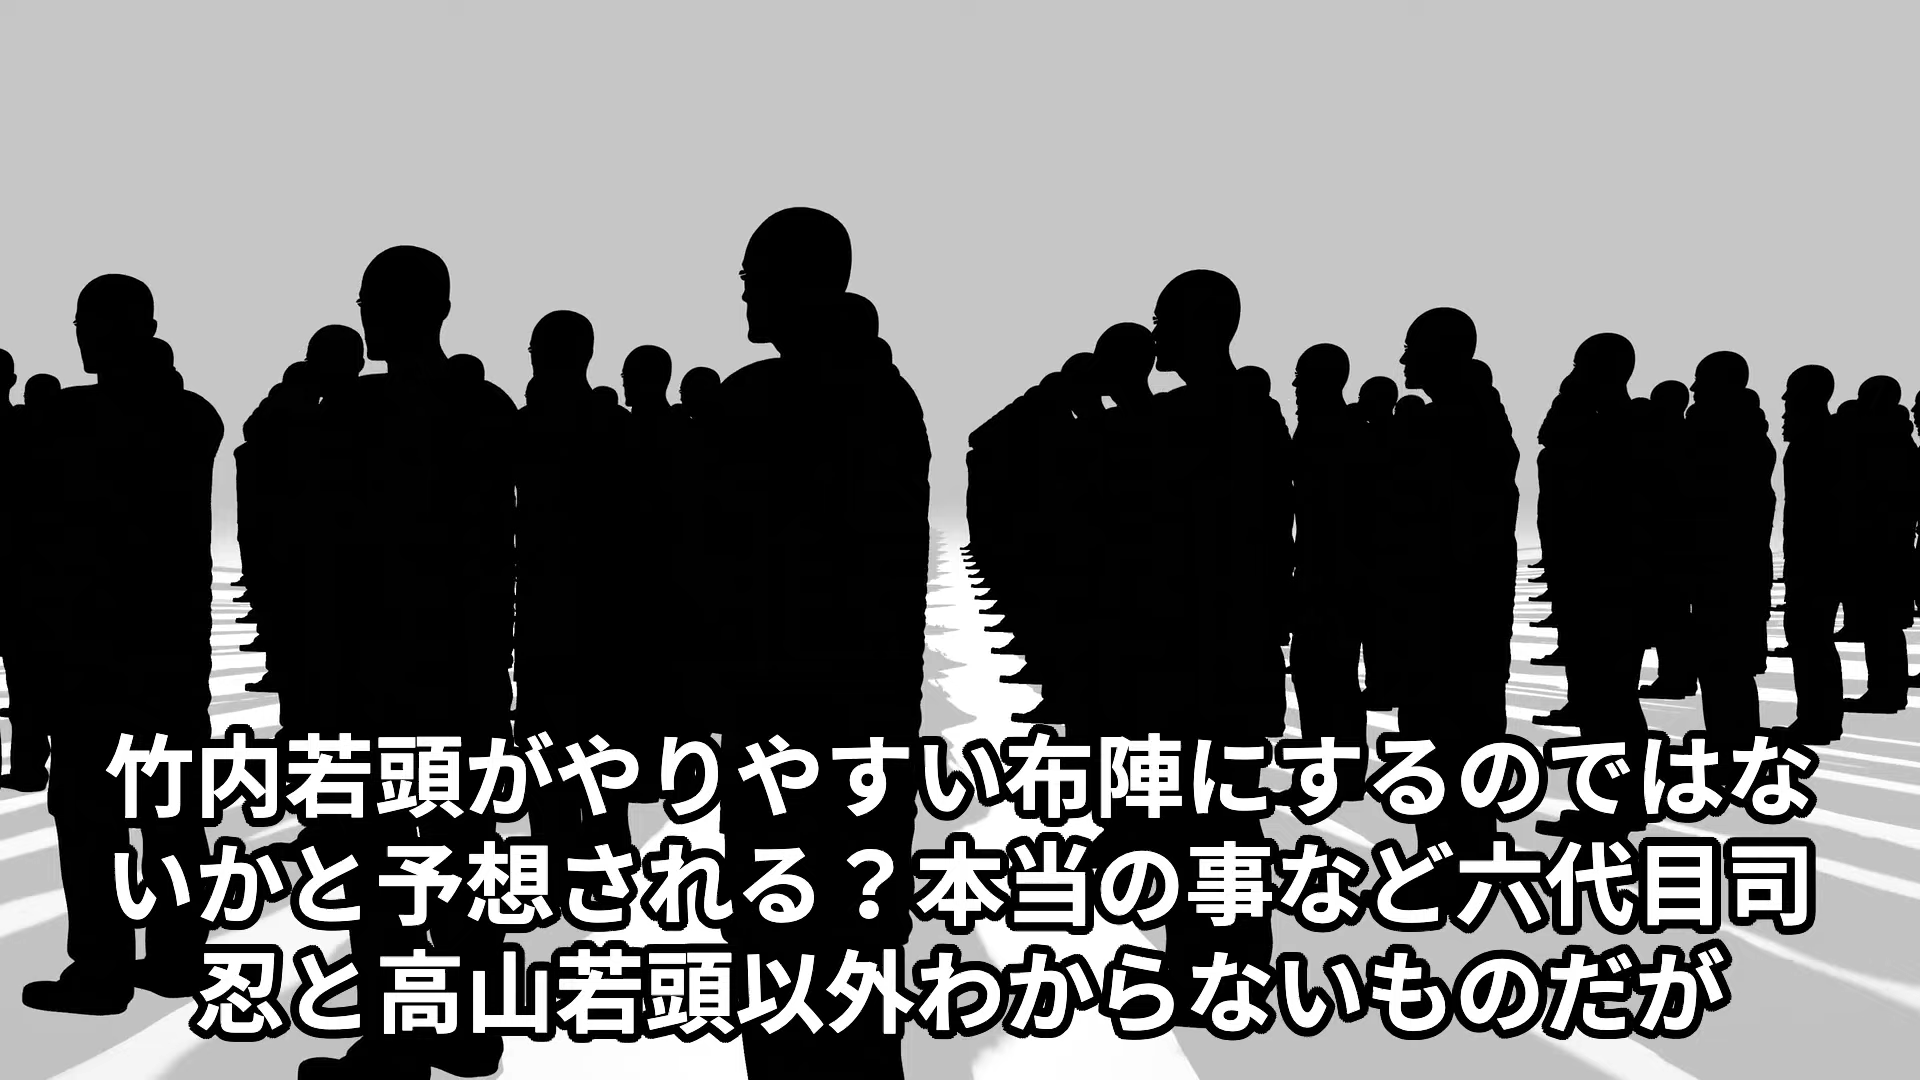 竹内若頭がやりやすい布陣にするのではな
いかと予想される？本当の事など六代目司
忍と高山若頭以外わからないものだが